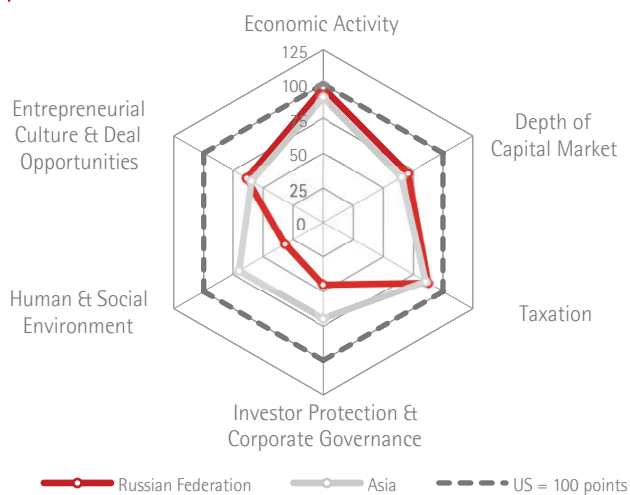 Economic Activity
125
100
75
50
25
0
Entrepreneurial
Culture & Deal
Opportunities
Depth of
Capital Market
Human & Social
Environment
Taxation
Investor Protection &
Corporate Governance
Russian Federation
Asia
US = 100 points